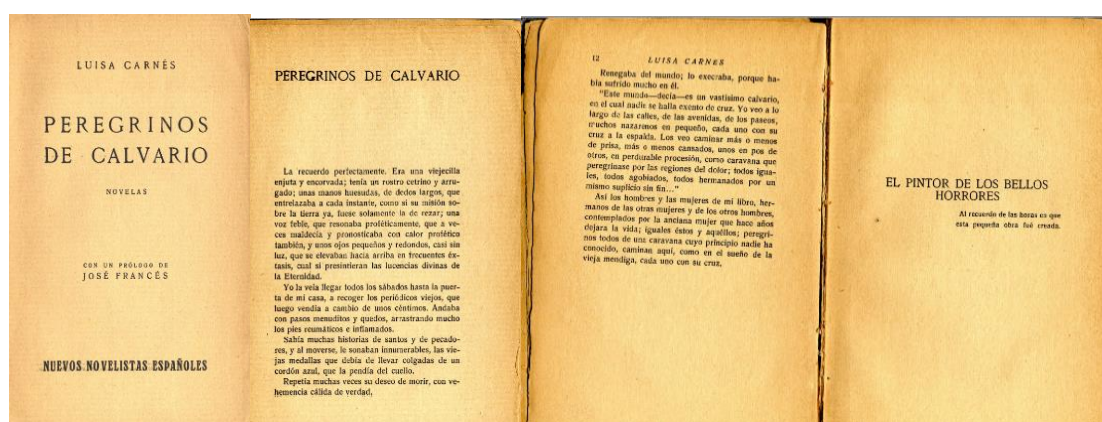 LUISA CARNÉS
PEREGRINOS
DE CALVARIO
NOVELAS
CON UN PRÓLOGO DE
JOSÉ FRANCÉS
NUEVOS NOVELISTAS ESPAÑOLES
PEREGRINOS DE CALVARIO
La recuerdo perfectamente. Era una viejecilla
enjuta y encorvada; tenía un rostro cetrino y arru-
gado; unas manos huesudas, de dedos largos, que
entrelazaba a cada instante, como si su misión so-
bre la tierra ya, fuese solamente la de rezar; una
voz feble, que resonaba proféticamente, que a ve-
ces maldecía y pronosticaba con calor profético
también, y unos ojos pequeños y redondos, casi sin
luz, que se elevaban hacia arriba en frecuentes éx-
tasis, cual si presintieran las lucencias divinas de
la Eternidad.
Yo la veía llegar todos los sábados hasta la puer-
ta de mi casa, a recoger los periódicos viejos, que
luego vendía a cambio de unos céntimos. Andaba
con pasos menuditos y quedos, arrastrando mucho
los pies reumáticos e inflamados.
Sabía muchas historias de santos y de pecado-
res, y al moverse, le sonaban innumerables, las vie-
jas medallas que debía de llevar colgadas de un
cordón azul, que la pendía del cuello.
Repetía muchas veces su deseo de morir, con ve-
hemencia cálida de verdad.
12 LUISA CARNES
Renegaba del mundo; lo execraba, porque ha-
bía sufrido mucho en él.
"Este mundo—decía—es un vastísimo calvario,
en el cual nadie se halla exento de cruz. Yo veo a lo
largo de las calles, de las avenidas, de los paseos,
muchos nazarenos en pequeño, cada uno con su
cruz a la espalda. Los veo caminar más o menos
de prisa, más o menos cansados, unos en pos de
otros, en perdurable procesión, como caravana que
peregrinase por las regiones del dolor; todos igua-
les, todos agobiados, todos hermanados por un
mismo suplicio sin fin..."
Así los hombres y las mujeres de mi libro, her-
manos de las otras mujeres y de los otros hombres,
contemplados por la anciana mujer que hace años
dejara la vida; iguales éstos y aquéllos; peregri-
nos todos de una caravana cuyo principio nadie ha
conocido, caminan aquí, como en el sueño de la
vieja mendiga, cada uno con su cruz.
EL PINTOR DE LOS BELLOS
HORRORES
Al recuerdo de las horas en que
esta pequeña obra fué creada.